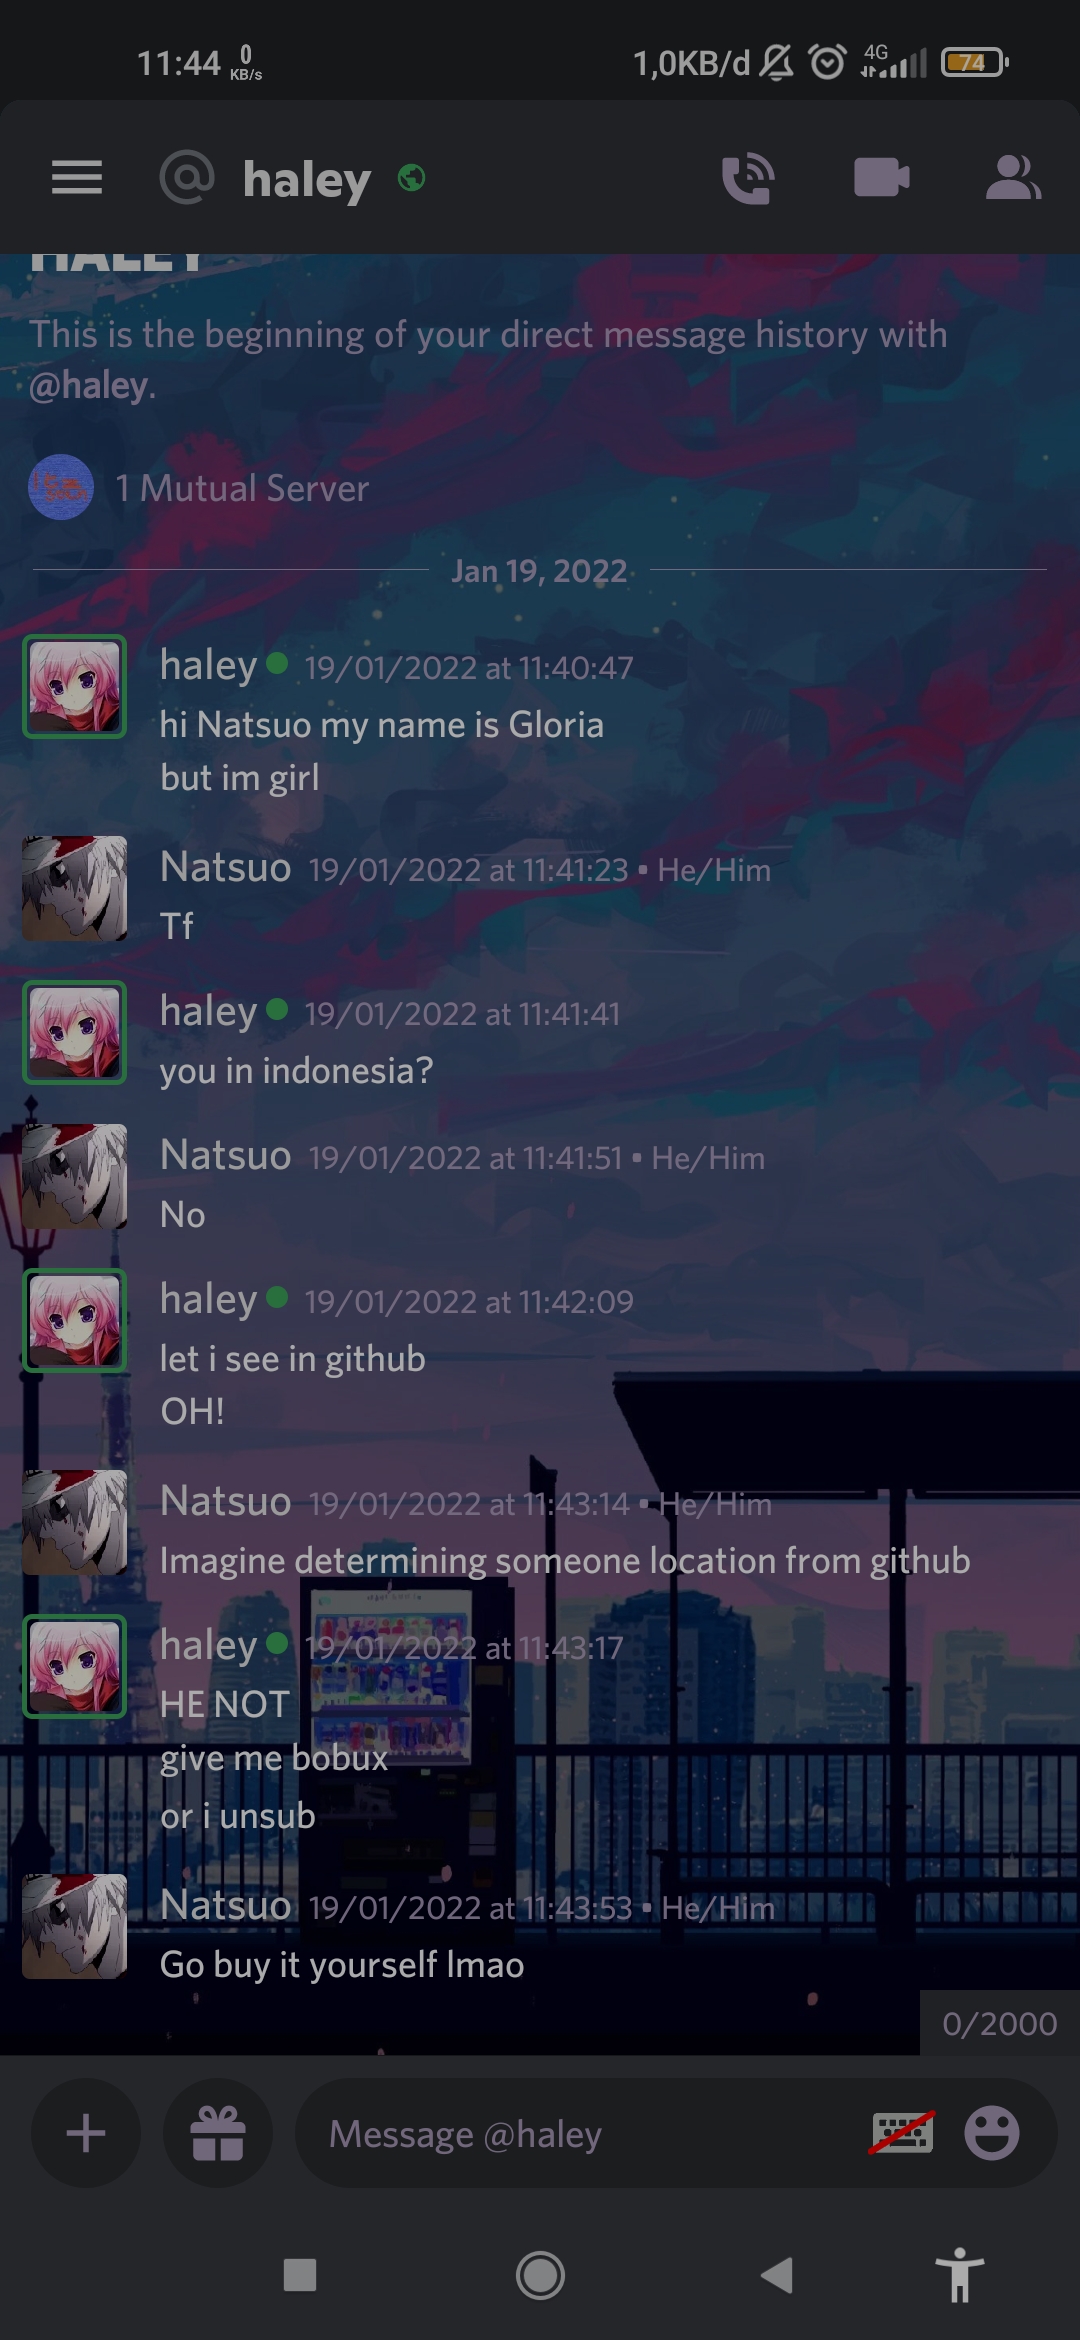 11:44 0 KB/s 1,0KB/d 4G 74
haley
HALEY
This is the beginning of your direct message history with
@haley.
1 Mutual Server
Jan 19, 2022
haley 19/01/2022 at 11:40:47
hi Natsuo my name is Gloria
but im girl
Natsuo 19/01/2022 at 11:41:23 • He/Him
Tf
haley 19/01/2022 at 11:41:41
you in indonesia?
Natsuo 19/01/2022 at 11:41:51 • He/Him
No
haley 19/01/2022 at 11:42:09
let i see in github
OH!
Natsuo 19/01/2022 at 11:43:14 • He/Him
Imagine determining someone location from github
haley 19/01/2022 at 11:43:17
HE NOT
give me bobux
or i unsub
Natsuo 19/01/2022 at 11:43:53 • He/Him
Go buy it yourself lmao
0/2000
Message @haley